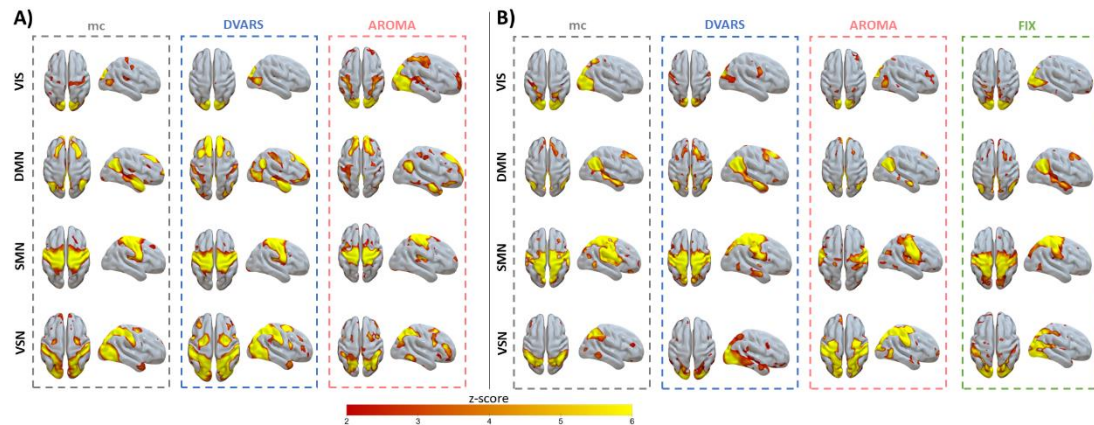 A)
mc
DVARS
AROMA
VIS
DMN
SMN
VSN
B)
mc
DVARS
AROMA
FIX
VIS
DMN
SMN
VSN
z-score
2 3 4 5 6